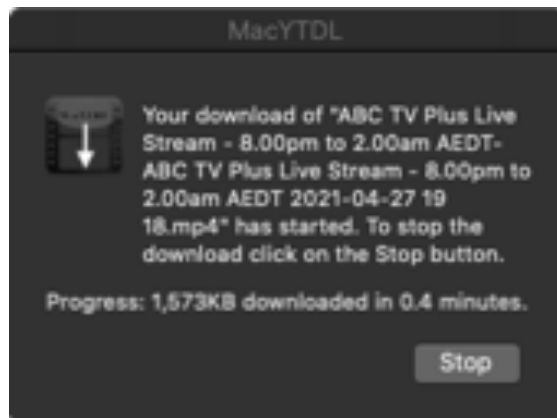 MacYTDL
Your download of "ABC TV Plus Live
Stream - 8.00pm to 2.00am AEDT-
ABC TV Plus Live Stream - 8.00pm to
2.00am AEDT 2021-04-27 19
18.mp4" has started. To stop the
download click on the Stop button.
Progress: 1,573KB downloaded in 0.4 minutes.
Stop